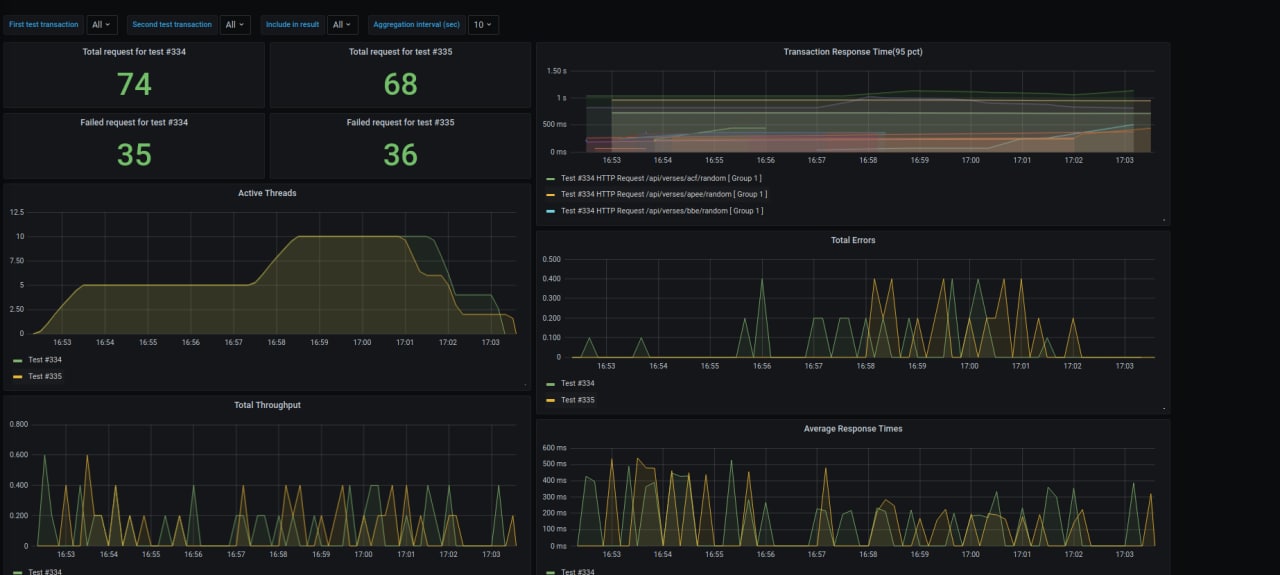 First test transaction All Second test transaction All Include in result All Aggregation interval (sec) 10
Total request for test #334
74
Total request for test #335
68
Failed request for test #334
35
Failed request for test #335
36
Transaction Response Time(95 pct)
1.50 s
1 s
500 ms
0 ms
16:53 16:54 16:55 16:56 16:57 16:58 16:59 17:00 17:01 17:02 17:03
Test #334 HTTP Request /api/verses/acf/random [ Group 1 ]
Test #334 HTTP Request /api/verses/apee/random [ Group 1 ]
Test #334 HTTP Request /api/verses/bbe/random [ Group 1 ]
Active Threads
12.5
10
7.50
5
2.50
0
16:53 16:54 16:55 16:56 16:57 16:58 16:59 17:00 17:01 17:02 17:03
Test #334
Test #335
Total Errors
0.500
0.400
0.300
0.200
0.100
0
16:53 16:54 16:55 16:56 16:57 16:58 16:59 17:00 17:01 17:02 17:03
Test #334
Test #335
Total Throughput
0.800
0.600
0.400
0.200
0
16:53 16:54 16:55 16:56 16:57 16:58 16:59 17:00 17:01 17:02 17:03
Test #334
Average Response Times
600 ms
500 ms
400 ms
300 ms
200 ms
100 ms
0 ms
16:53 16:54 16:55 16:56 16:57 16:58 16:59 17:00 17:01 17:02 17:03
Test #334